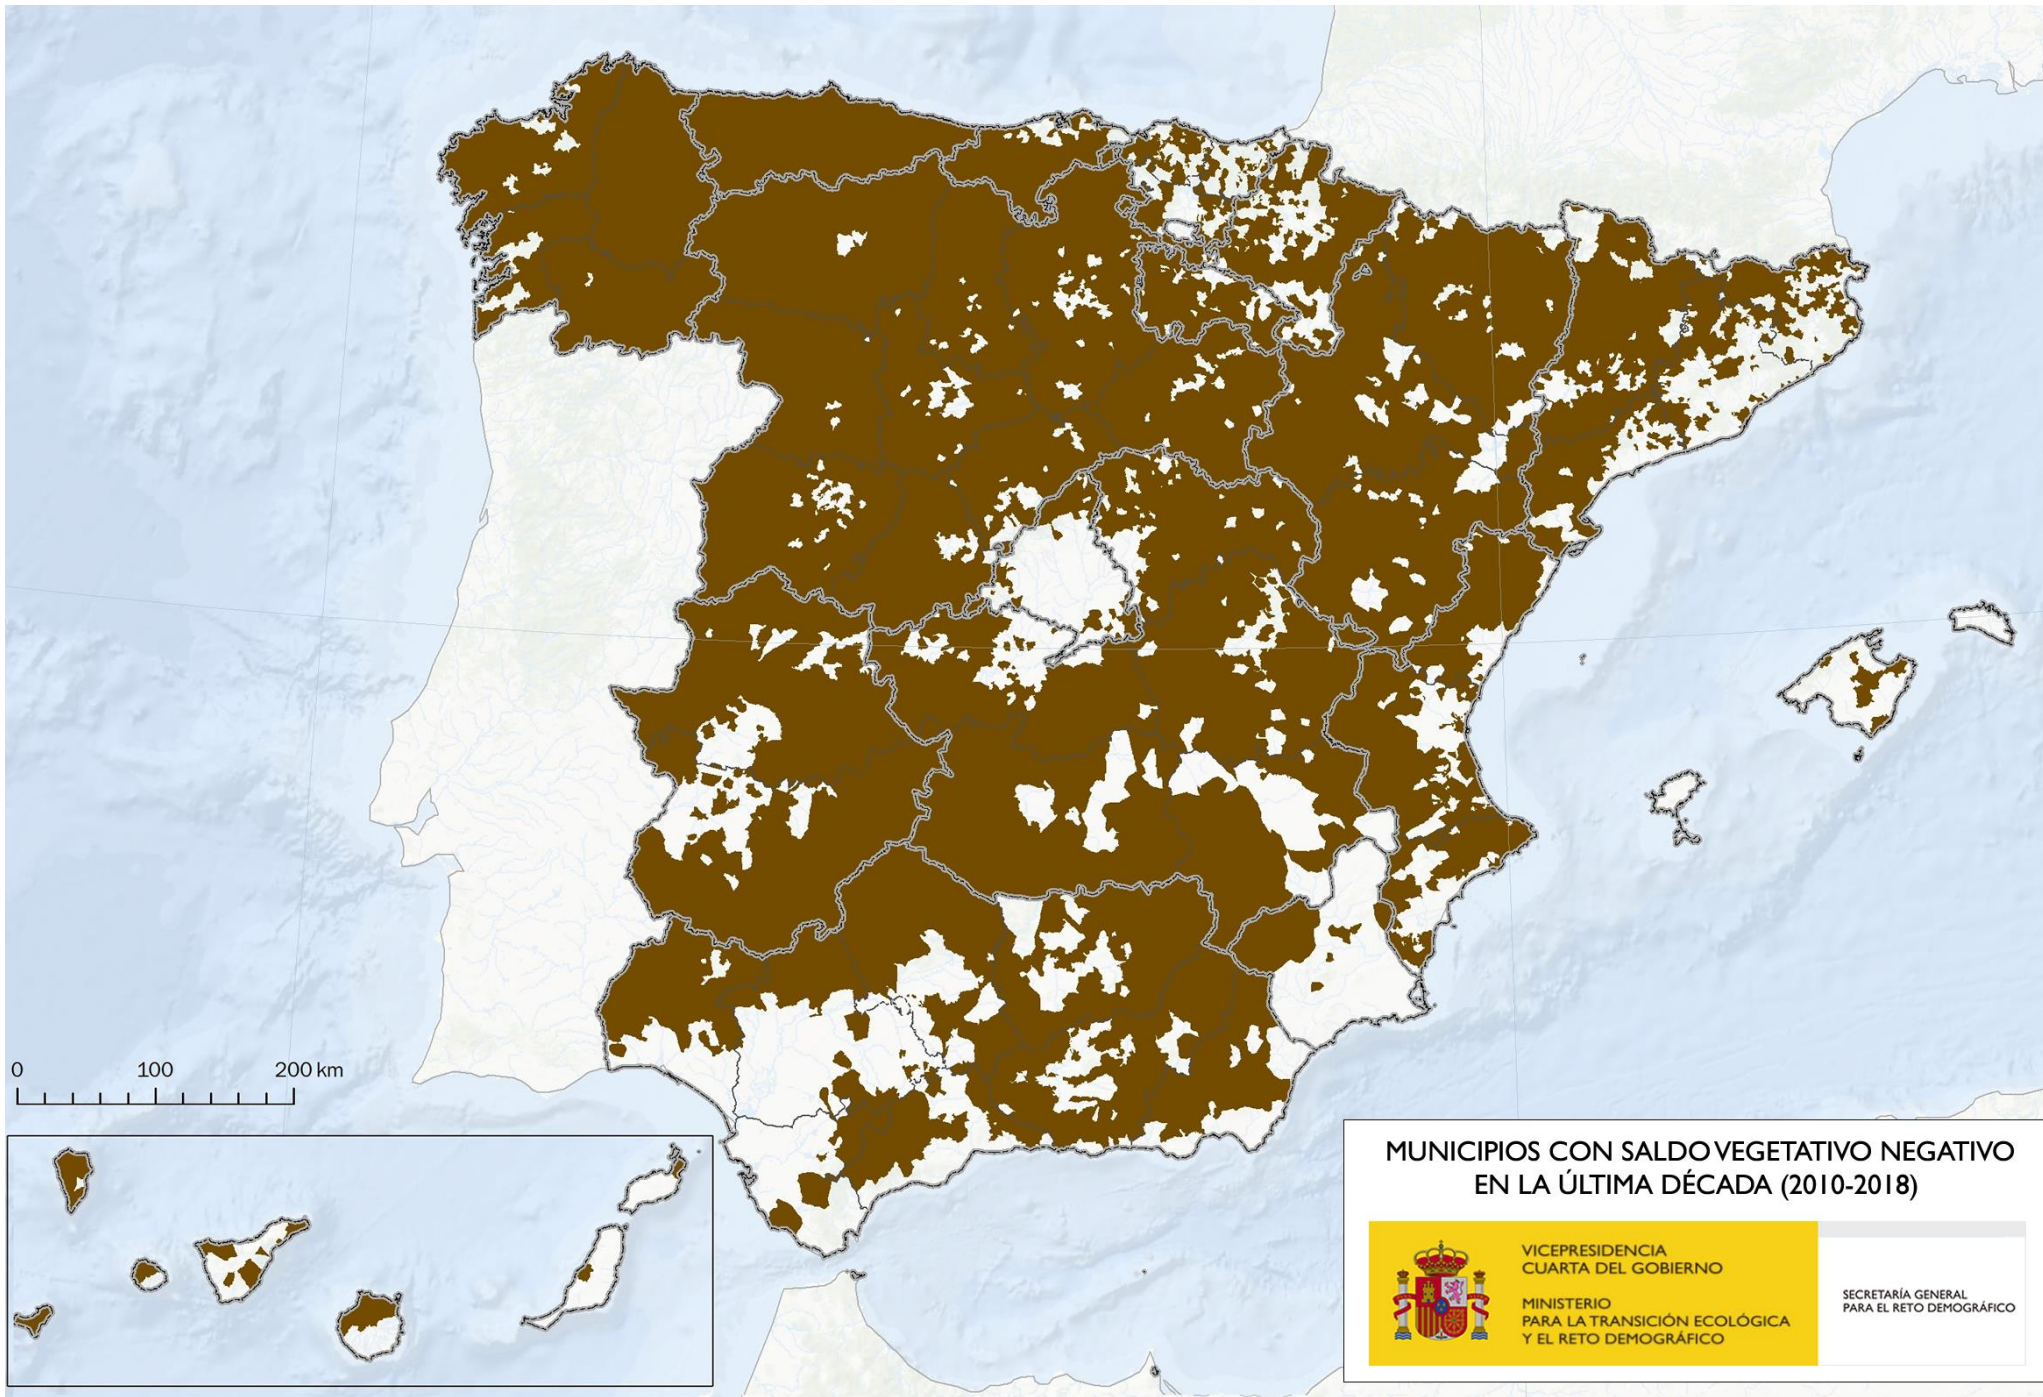 0 100 200 km
MUNICIPIOS CON SALDO VEGETATIVO NEGATIVO
EN LA ÚLTIMA DÉCADA (2010-2018)
VICEPRESIDENCIA
CUARTA DEL GOBIERNO
MINISTERIO
PARA LA TRANSICIÓN ECOLÓGICA
Y EL RETO DEMOGRÁFICO
SECRETARÍA GENERAL
PARA EL RETO DEMOGRÁFICO